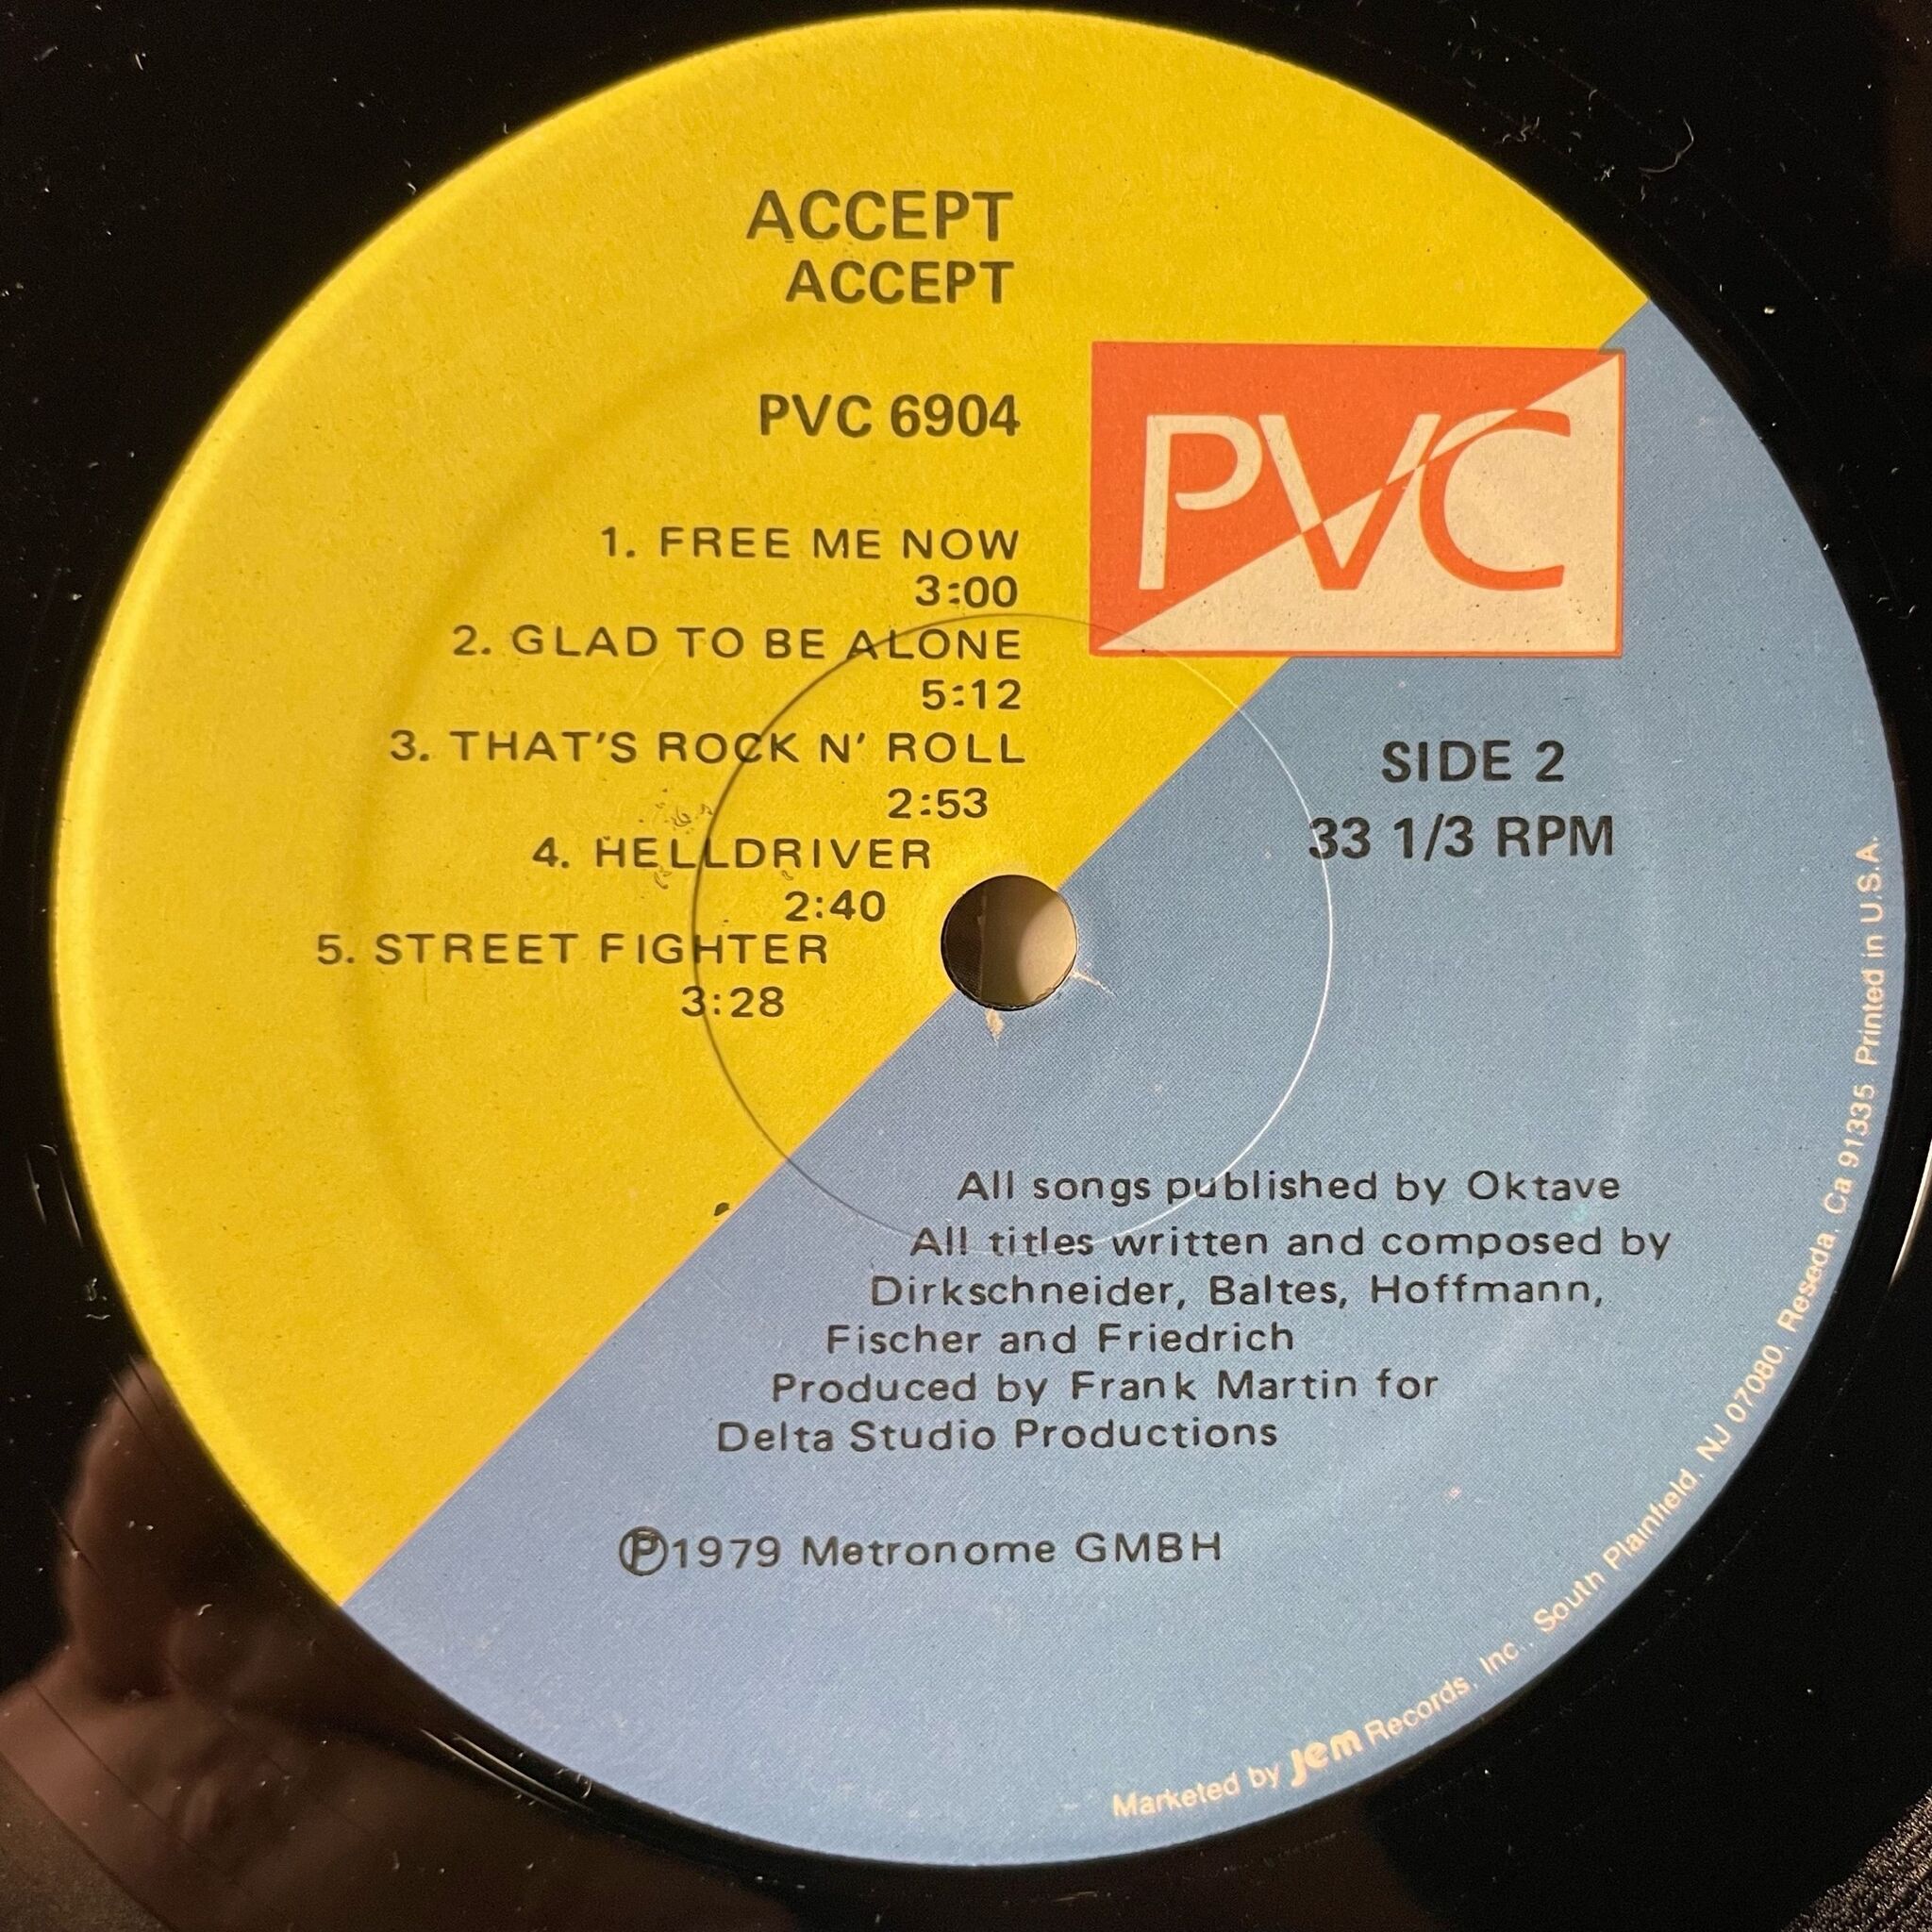 ACCEPT
ACCEPT
PVC 6904
PVC
1. FREE ME NOW
3:00
2. GLAD TO BE ALONE
5:12
3. THAT'S ROCK N' ROLL
2:53
4. HELLDRIVER
2:40
5. STREET FIGHTER
3:28
SIDE 2
33 1/3 RPM
All songs published by Oktave
All titles written and composed by
Dirkschneider, Baltes, Hoffmann,
Fischer and Friedrich
Produced by Frank Martin for
Delta Studio Productions
Ⓟ1979 Metronome GMBH
Marketed by Jem Records, Inc., South Plainfield, NJ 07080, Reseda, Ca 91335 Printed in U.S.A.